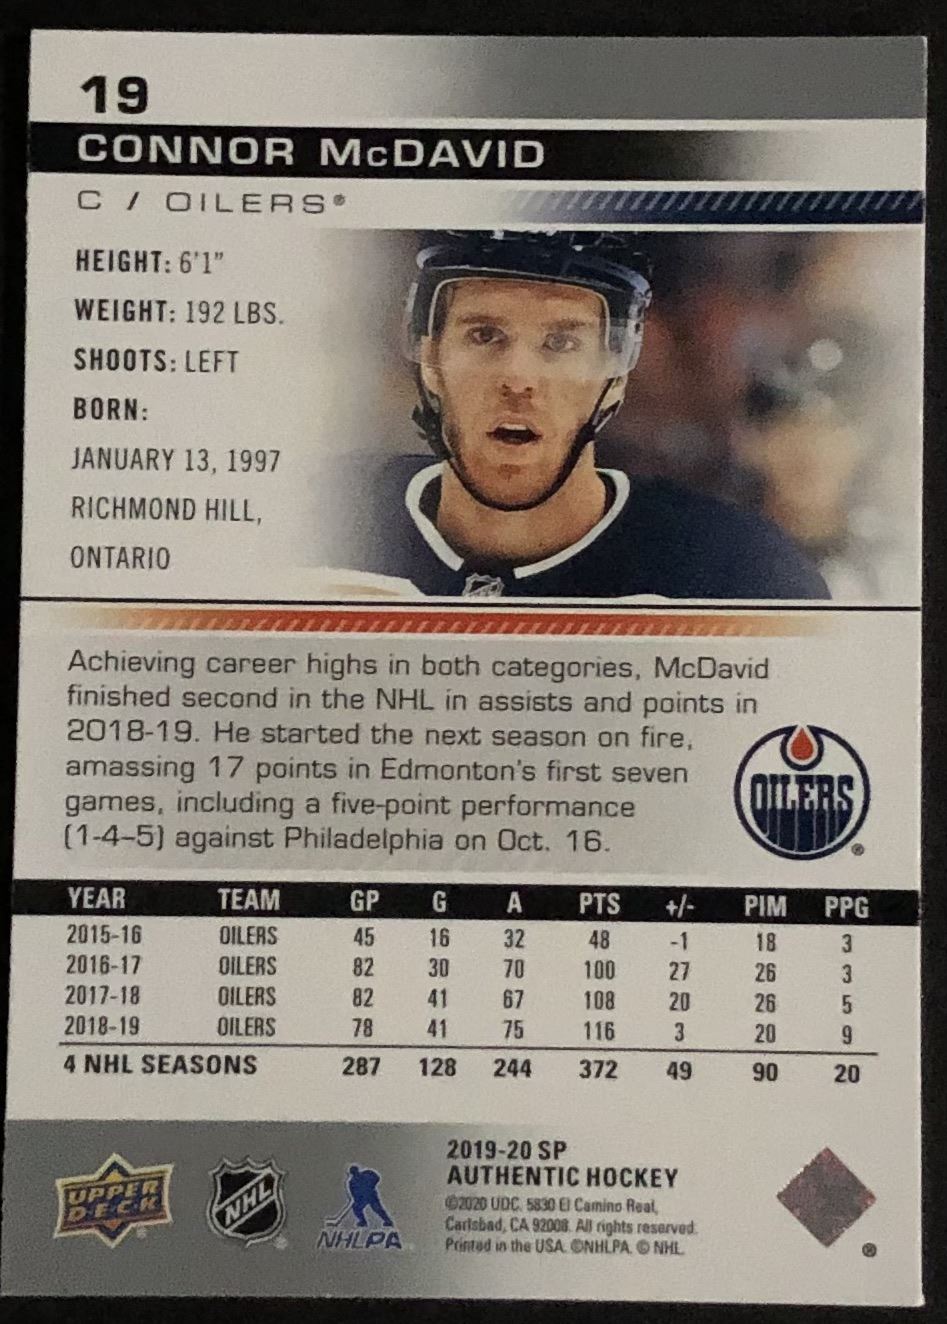 19
CONNOR McDAVID
C / OILERS®
HEIGHT: 6'1"
WEIGHT: 192 LBS.
SHOOTS: LEFT
BORN:
JANUARY 13, 1997
RICHMOND HILL,
ONTARIO
Achieving career highs in both categories, McDavid
finished second in the NHL in assists and points in
2018-19. He started the next season on fire,
amassing 17 points in Edmonton's first seven
games, including a five-point performance
(1-4–5) against Philadelphia on Oct. 16.
OILERS
®
YEAR TEAM GP G A PTS +/- PIM PPG
2015-16 OILERS 45 16 32 48 -1 18 3
2016-17 OILERS 82 30 70 100 27 26 3
2017-18 OILERS 82 41 67 108 20 26 5
2018-19 OILERS 78 41 75 116 3 20 9
4 NHL SEASONS 287 128 244 372 49 90 20
UPPER
DECK
NHL
NHLPA
2019-20 SP
AUTHENTIC HOCKEY
©2020 UDC. 5830 El Camino Real,
Carlsbad, CA 92008. All rights reserved.
Printed in the USA. ©NHLPA. © NHL.
®